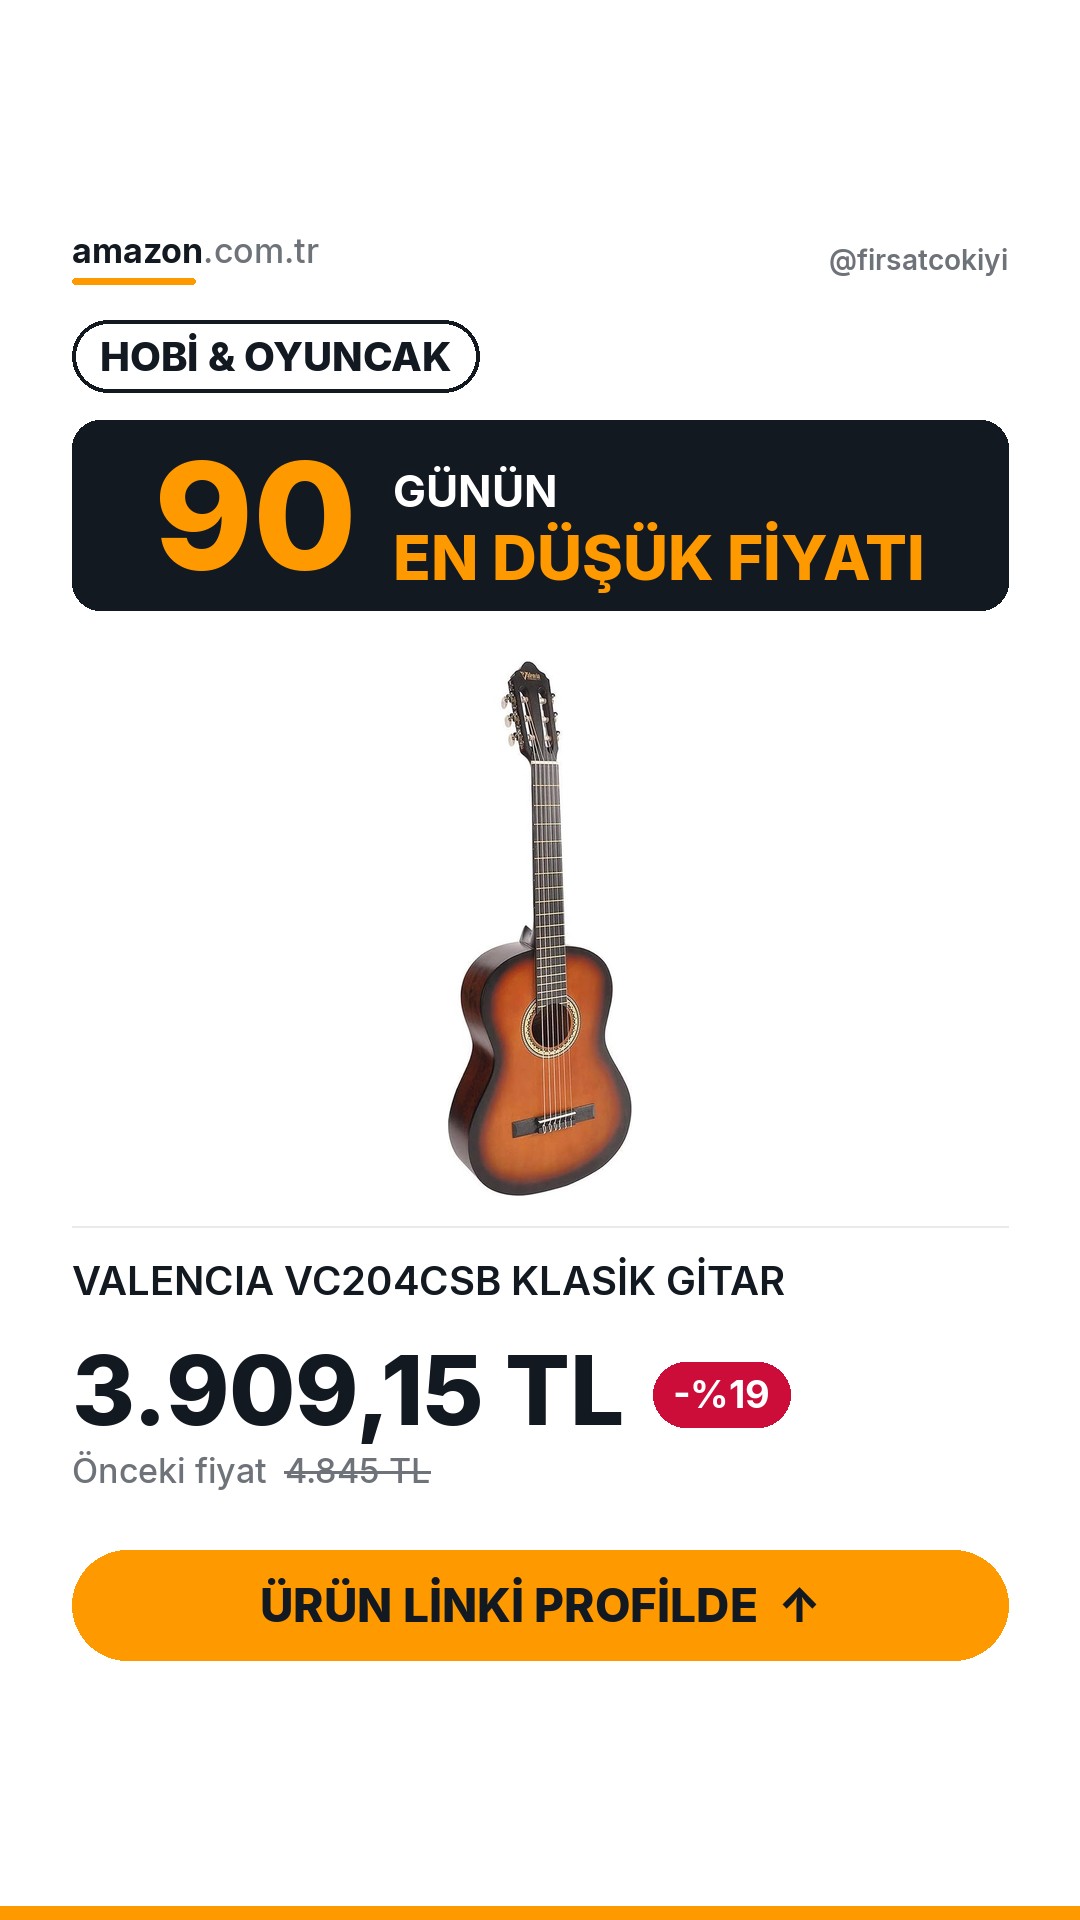 amazon.com.tr
@firsatcokiyi
HOBİ & OYUNCAK
90 GÜNÜN
EN DÜŞÜK FİYATI
Valencia
VALENCIA VC204CSB KLASİK GİTAR
3.909,15 TL -%19
Önceki fiyat 4.845 TL
ÜRÜN LİNKİ PROFİLDE ↑